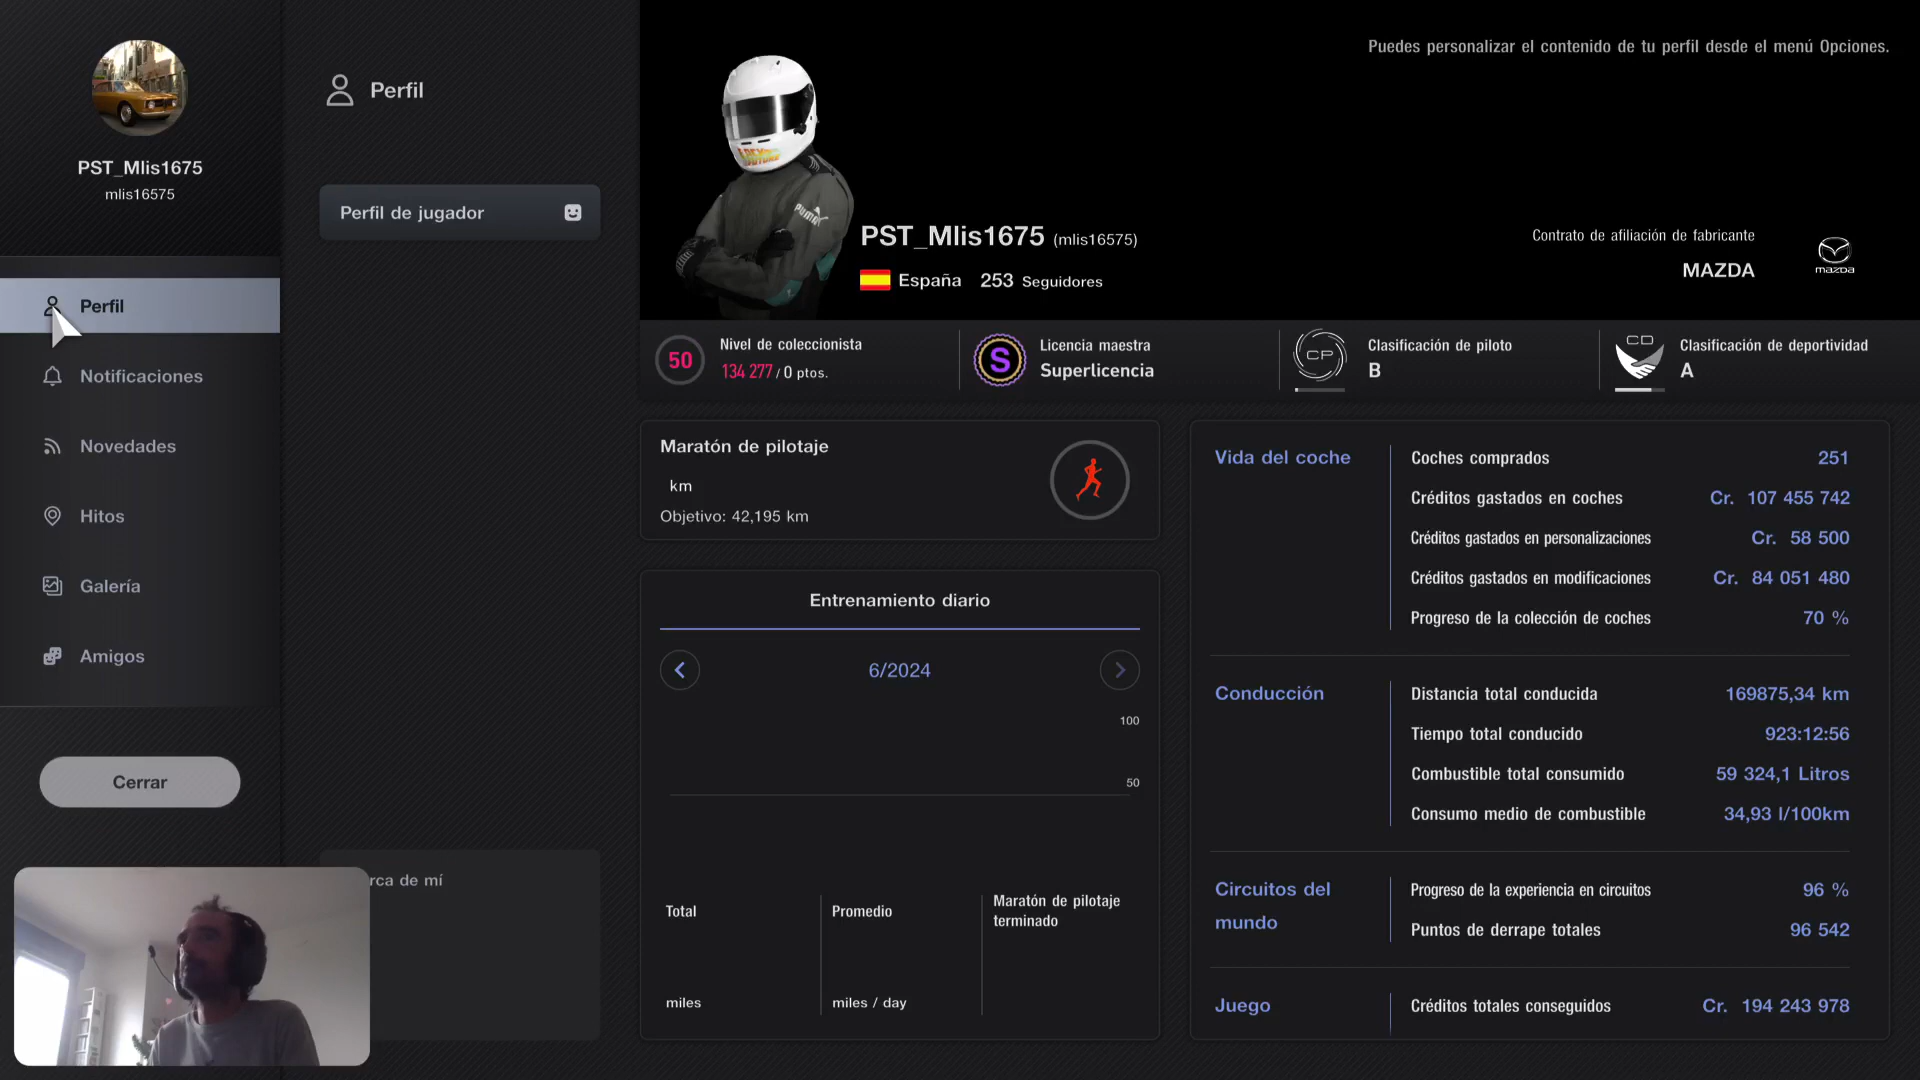 PST_Mlis1675
mlis16575
Perfil
Notificaciones
Novedades
Hitos
Galería
Amigos
Cerrar
Perfil
Perfil de jugador
rca de mí
Puedes personalizar el contenido de tu perfil desde el menú Opciones.
PUMA
PST_Mlis1675 (mlis16575)
España 253 Seguidores
Contrato de afiliación de fabricante
MAZDA
mazda
50
Nivel de coleccionista
134 277 / 0 ptos.
S
Licencia maestra
Superlicencia
CP
Clasificación de piloto
B
CD
Clasificación de deportividad
A
Maratón de pilotaje
km
Objetivo: 42,195 km
Entrenamiento diario
6/2024
100
50
Total
miles
Promedio
miles / day
Maratón de pilotaje
terminado
Vida del coche
Coches comprados 251
Créditos gastados en coches Cr. 107 455 742
Créditos gastados en personalizaciones Cr. 58 500
Créditos gastados en modificaciones Cr. 84 051 480
Progreso de la colección de coches 70 %
Conducción
Distancia total conducida 169875,34 km
Tiempo total conducido 923:12:56
Combustible total consumido 59 324,1 Litros
Consumo medio de combustible 34,93 l/100km
Circuitos del
mundo
Progreso de la experiencia en circuitos 96 %
Puntos de derrape totales 96 542
Juego
Créditos totales conseguidos Cr. 194 243 978